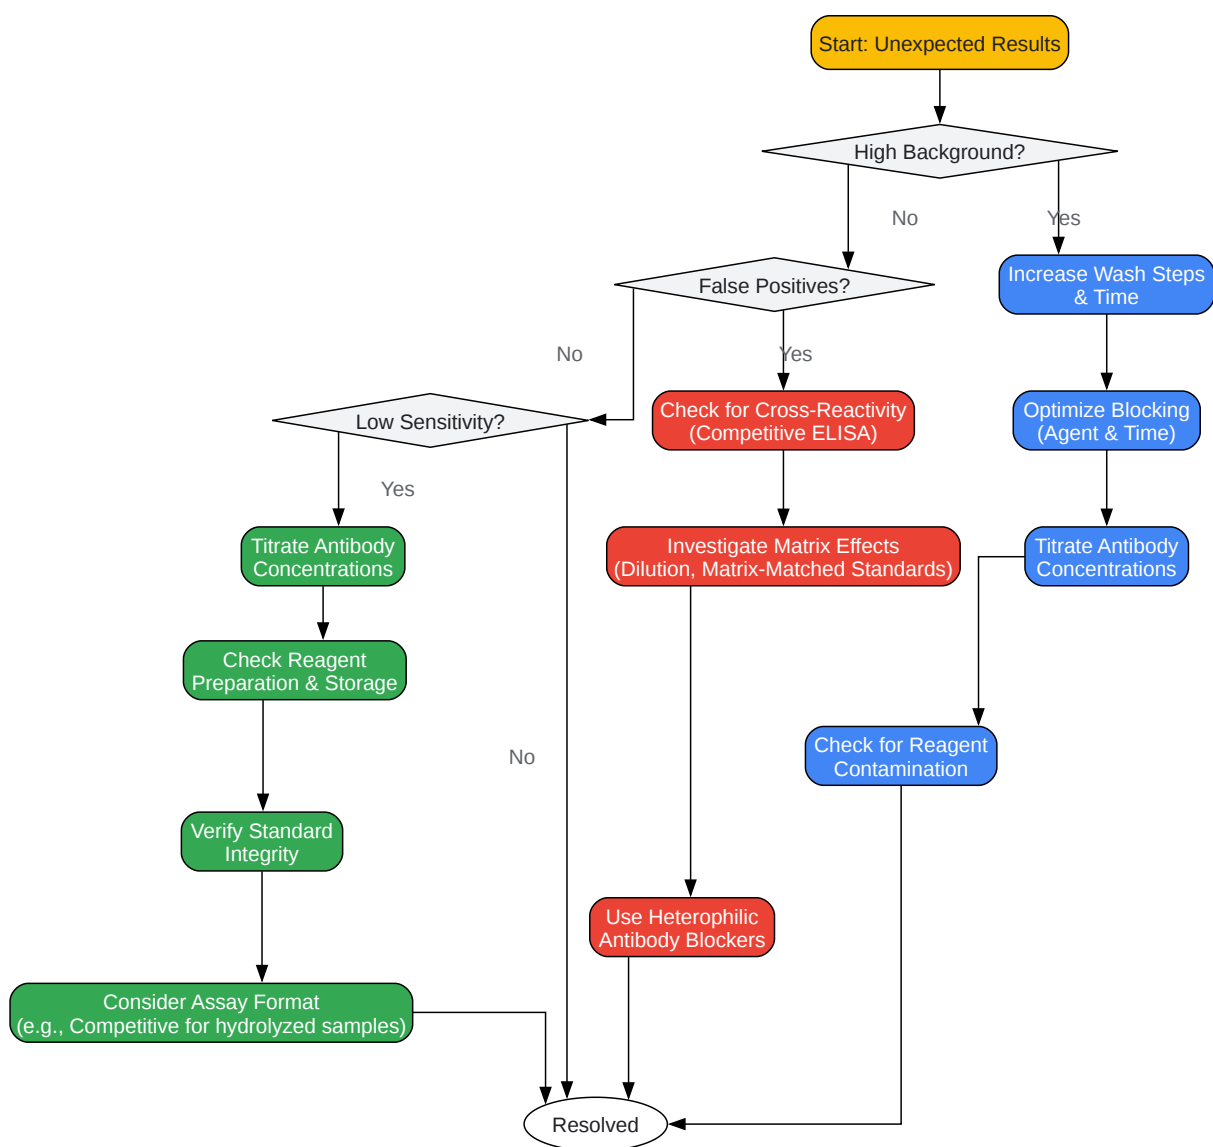 Start: Unexpected Results
High Background?
No
Yes
False Positives?
Increase Wash Steps
& Time
No
Yes
Low Sensitivity?
Check for Cross-Reactivity
(Competitive ELISA)
Optimize Blocking
(Agent & Time)
Yes
Titrate Antibody
Concentrations
Investigate Matrix Effects
(Dilution, Matrix-Matched Standards)
Titrate Antibody
Concentrations
Check Reagent
Preparation & Storage
No
Check for Reagent
Contamination
Verify Standard
Integrity
Use Heterophilic
Antibody Blockers
Consider Assay Format
(e.g., Competitive for hydrolyzed samples)
Resolved